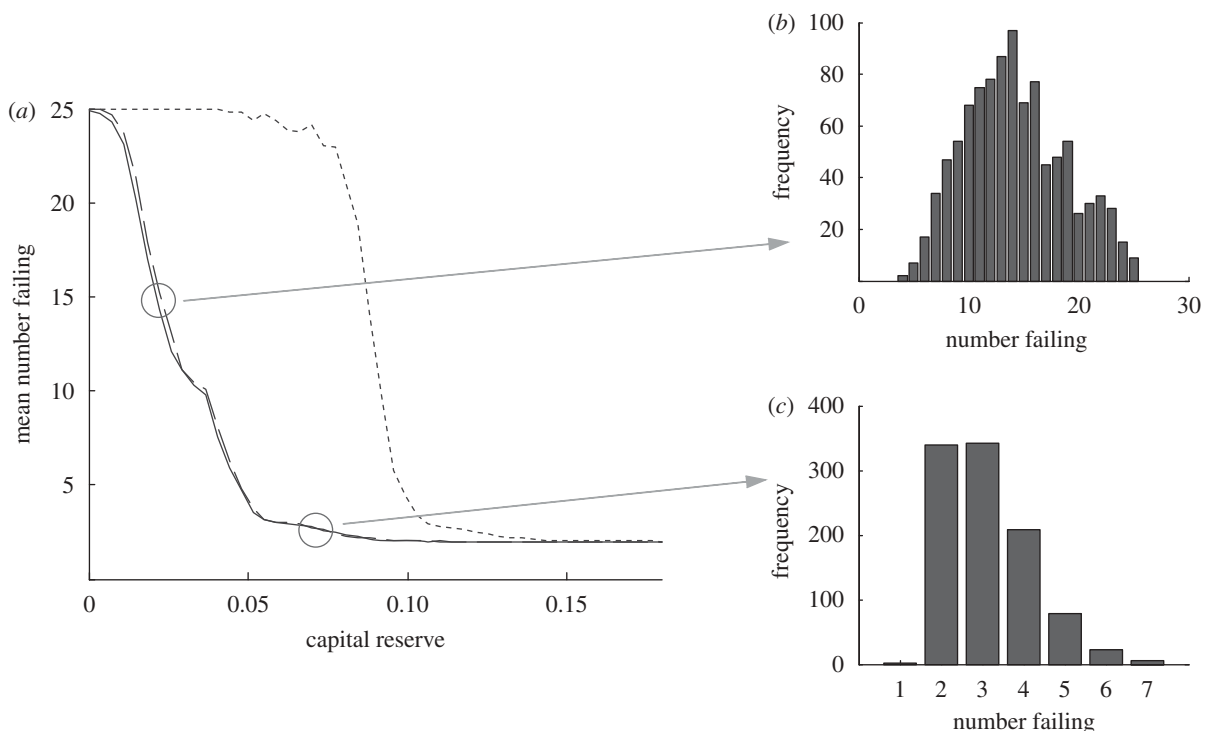 (a)
25
20
15
10
5
mean number failing
0 0.05 0.10 0.15
capital reserve
(b)
100
80
60
40
20
frequency
0 10 20 30
number failing
(c)
400
300
200
100
0
frequency
1 2 3 4 5 6 7
number failing